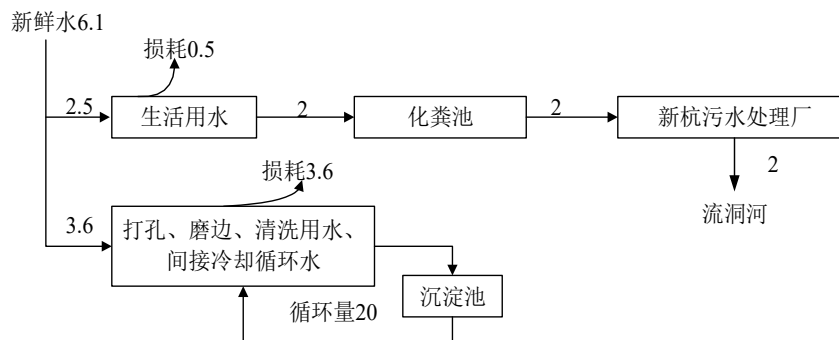 新鲜水6.1
损耗0.5
2.5
生活用水
2
化粪池
2
新杭污水处理厂
2
流洞河
损耗3.6
3.6
打孔、磨边、清洗用水、
间接冷却循环水
沉淀池
循环量20